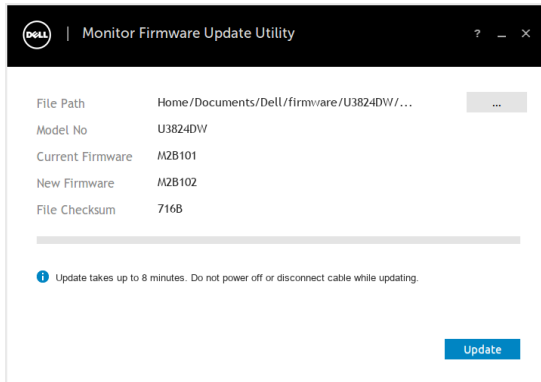 DELL | Monitor Firmware Update Utility ? _ ×
File Path Home/Documents/Dell/firmware/U3824DW/... ...
Model No U3824DW
Current Firmware M2B101
New Firmware M2B102
File Checksum 716B
Update takes up to 8 minutes. Do not power off or disconnect cable while updating.
Update